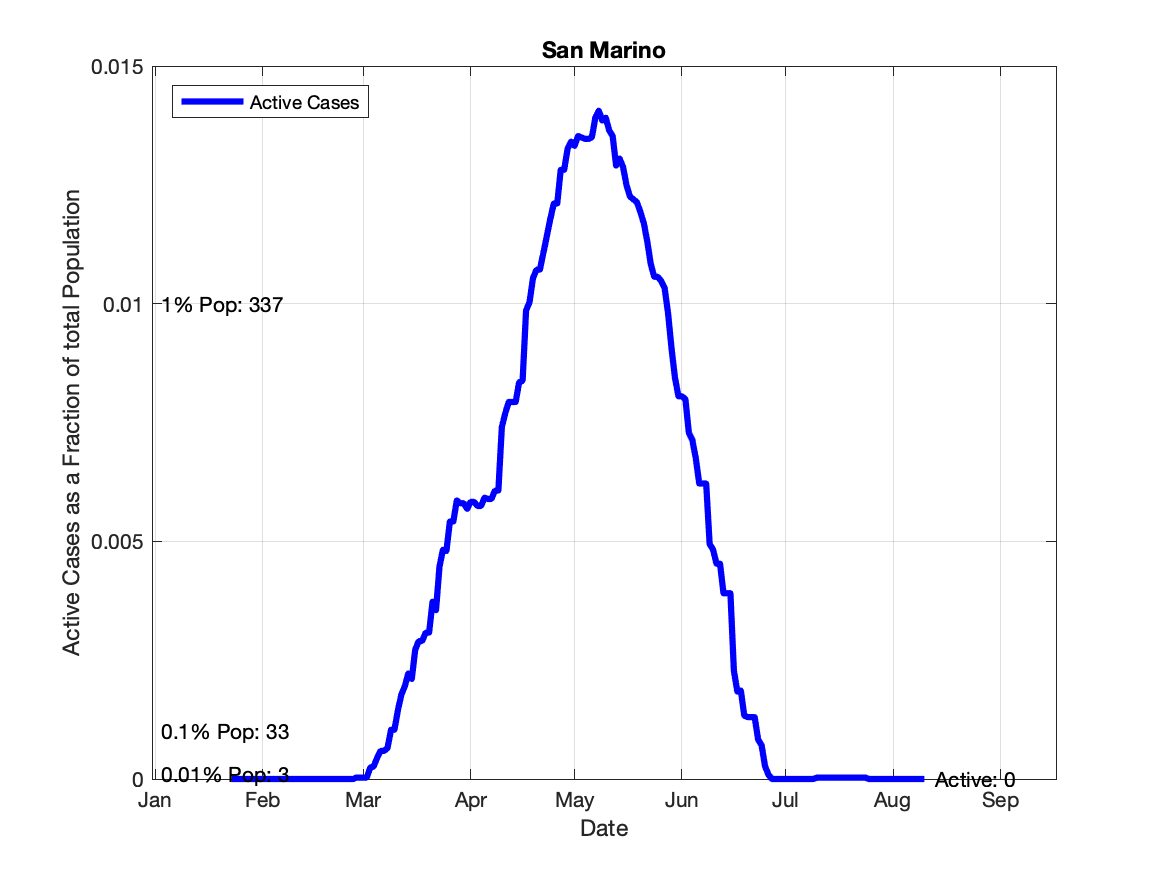 San Marino
0.015
Active Cases
Active Cases as a Fraction of total Population
0.01
1% Pop: 337
0.005
0.1% Pop: 33
0.01% Pop: 3
0
Active: 0
Jan Feb Mar Apr May Jun Jul Aug Sep
Date